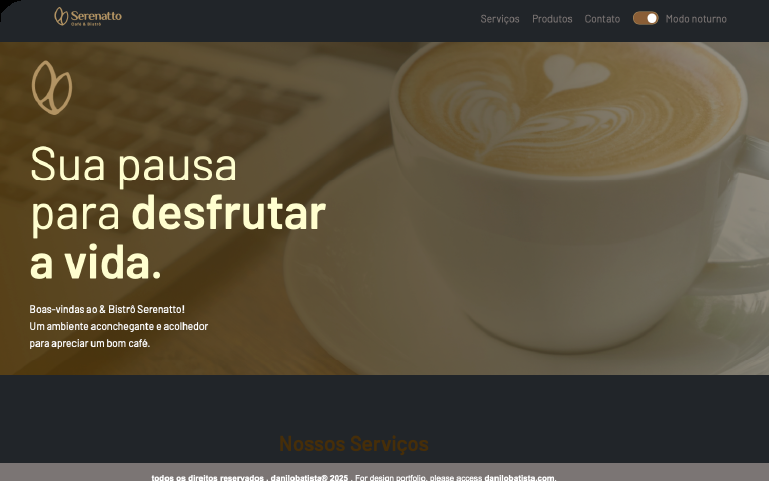 Serenatto
Café & Bistrô
Serviços Produtos Contato Modo noturno
Sua pausa
para desfrutar
a vida.
Boas-vindas ao & Bistrô Serenatto!
Um ambiente aconchegante e acolhedor
para apreciar um bom café.
Nossos Serviços
todos os direitos reservados . danilobatista® 2025 . For design portfolio, please access danilobatista.com.